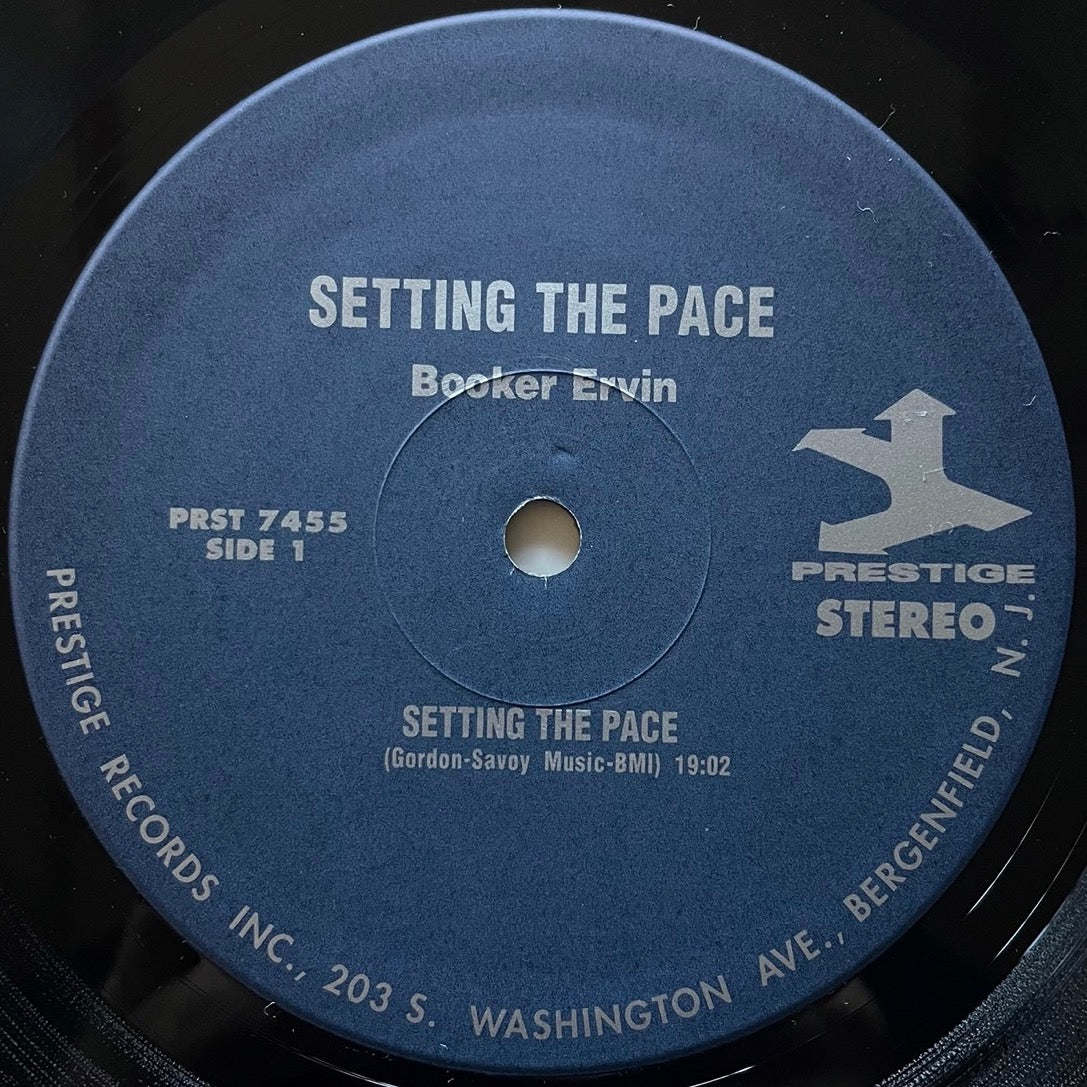 SETTING THE PACE
Booker Ervin
PRST 7455
SIDE 1
PRESTIGE
STEREO
SETTING THE PACE
(Gordon-Savoy Music-BMI) 19:02
PRESTIGE RECORDS INC., 203 S. WASHINGTON AVE., BERGENFIELD, N. J.